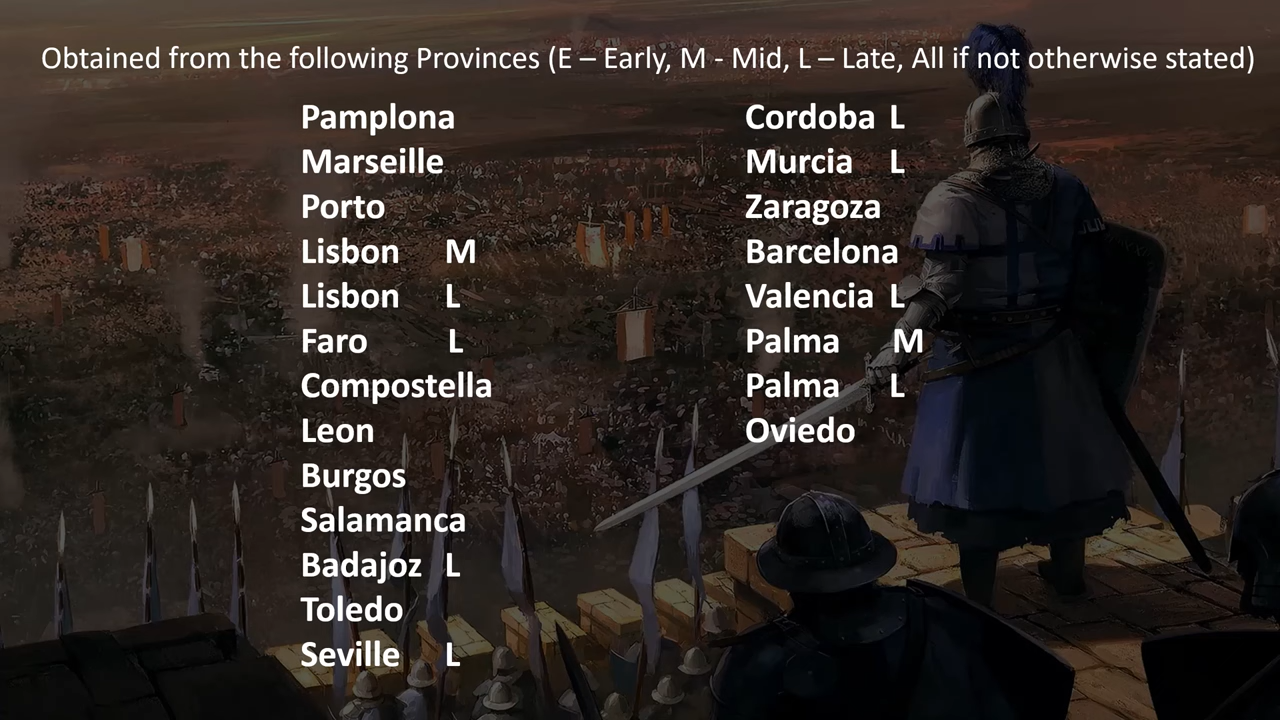 Obtained from the following Provinces (E – Early, M - Mid, L – Late, All if not otherwise stated)
Pamplona
Marseille
Porto
Lisbon M
Lisbon L
Faro L
Compostella
Leon
Burgos
Salamanca
Badajoz L
Toledo
Seville L
Cordoba L
Murcia L
Zaragoza
Barcelona
Valencia L
Palma M
Palma L
Oviedo